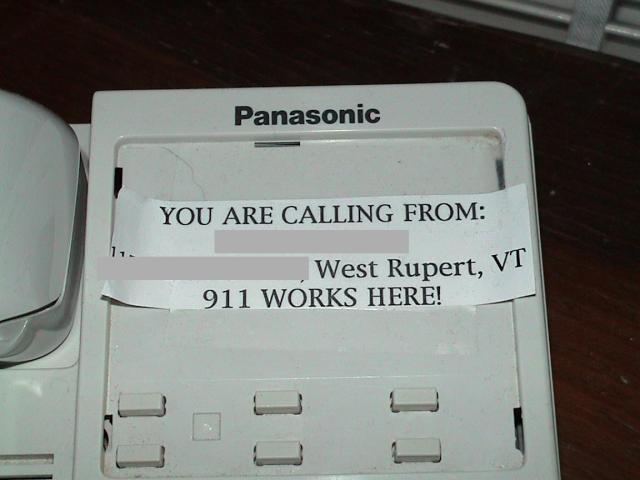 Panasonic
YOU ARE CALLING FROM:
, West Rupert, VT
911 WORKS HERE!